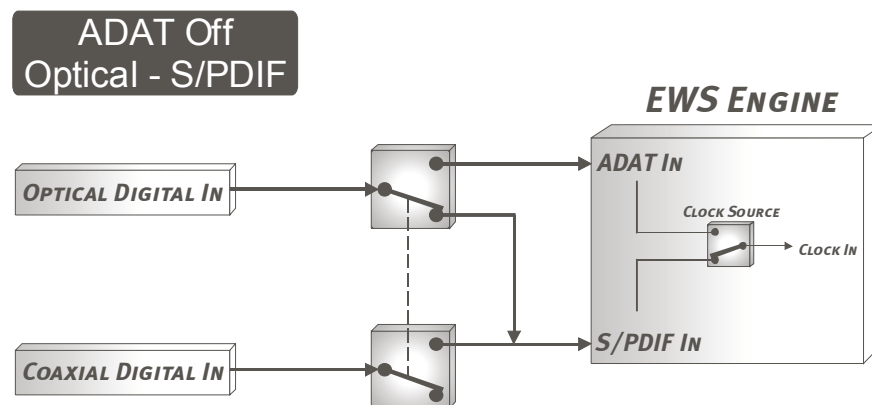 ADAT Off
Optical - S/PDIF
EWS ENGINE
OPTICAL DIGITAL IN
ADAT IN
CLOCK SOURCE
CLOCK IN
S/PDIF IN
COAXIAL DIGITAL IN